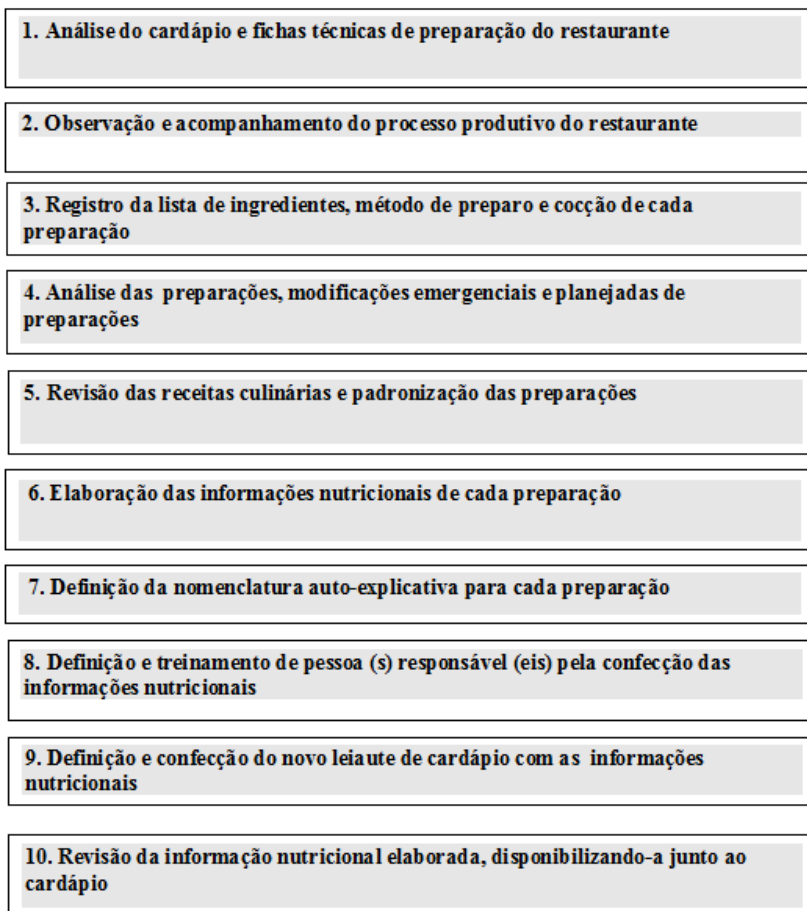 1. Análise do cardápio e fichas técnicas de preparação do restaurante
2. Observação e acompanhamento do processo produtivo do restaurante
3. Registro da lista de ingredientes, método de preparo e cocção de cada
preparação
4. Análise das preparações, modificações emergenciais e planejadas de
preparações
5. Revisão das receitas culinárias e padronização das preparações
6. Elaboração das informações nutricionais de cada preparação
7. Definição da nomenclatura auto-explicativa para cada preparação
8. Definição e treinamento de pessoa (s) responsável (eis) pela confecção das
informações nutricionais
9. Definição e confecção do novo leiaute de cardápio com as informações
nutricionais
10. Revisão da informação nutricional elaborada, disponibilizando-a junto ao
cardápio